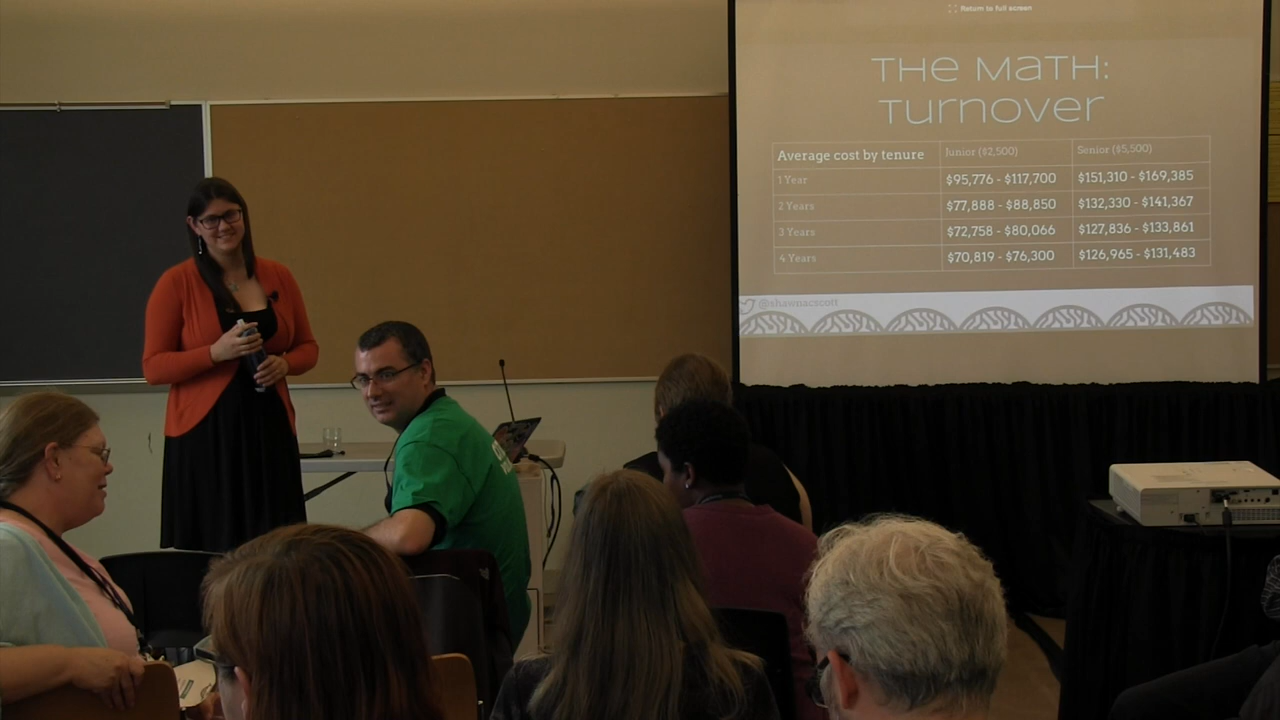 Return to full screen
THE MATH:
Turnover
Average cost by tenure Junior ($2,500) Senior ($5,500)
1 Year $95,776 - $117,700 $151,310 - $169,385
2 Years $77,888 - $88,850 $132,330 - $141,367
3 Years $72,758 - $80,066 $127,836 - $133,861
4 Years $70,819 - $76,300 $126,965 - $131,483
@shawnacscott